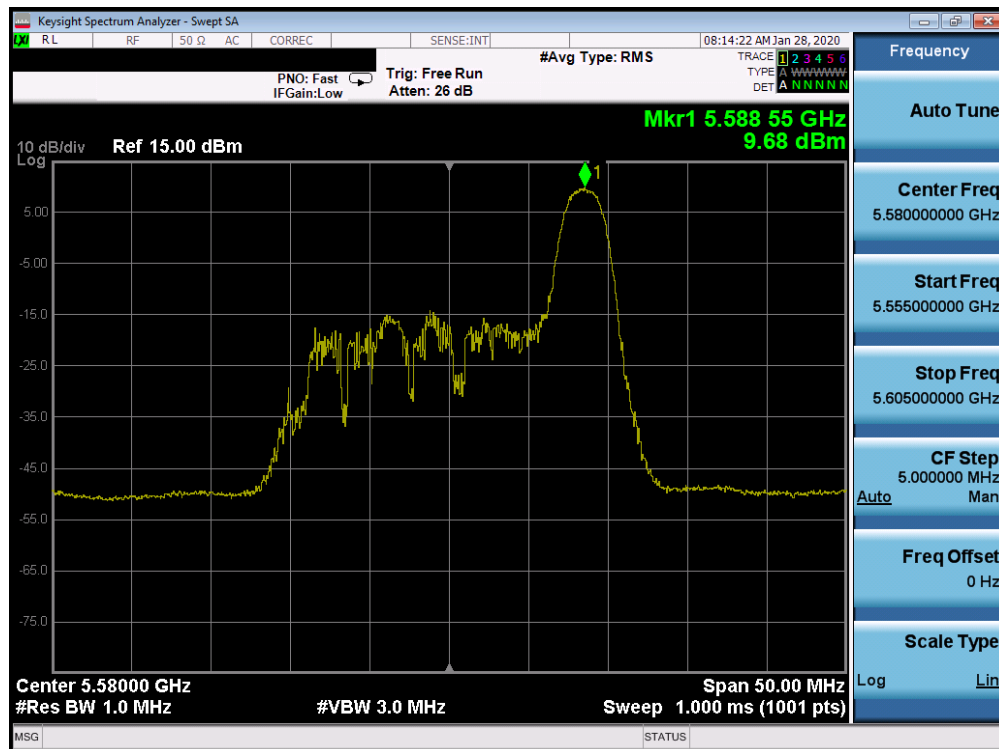 Keysight Spectrum Analyzer - Swept SA
LXI RL RF 50 Ω AC CORREC SENSE:INT 08:14:22 AM Jan 28, 2020
#Avg Type: RMS TRACE 1 2 3 4 5 6
PNO: Fast Trig: Free Run TYPE A WWWWW
IFGain:Low Atten: 26 dB DET A N N N N N
Mkr1 5.588 55 GHz
9.68 dBm
10 dB/div Ref 15.00 dBm
Log
1
5.00
-5.00
-15.0
-25.0
-35.0
-45.0
-55.0
-65.0
-75.0
Center 5.58000 GHz Span 50.00 MHz
#Res BW 1.0 MHz #VBW 3.0 MHz Sweep 1.000 ms (1001 pts)
MSG STATUS
Frequency
Auto Tune
Center Freq
5.580000000 GHz
Start Freq
5.555000000 GHz
Stop Freq
5.605000000 GHz
CF Step
5.000000 MHz
Auto Man
Freq Offset
0 Hz
Scale Type
Log Lin